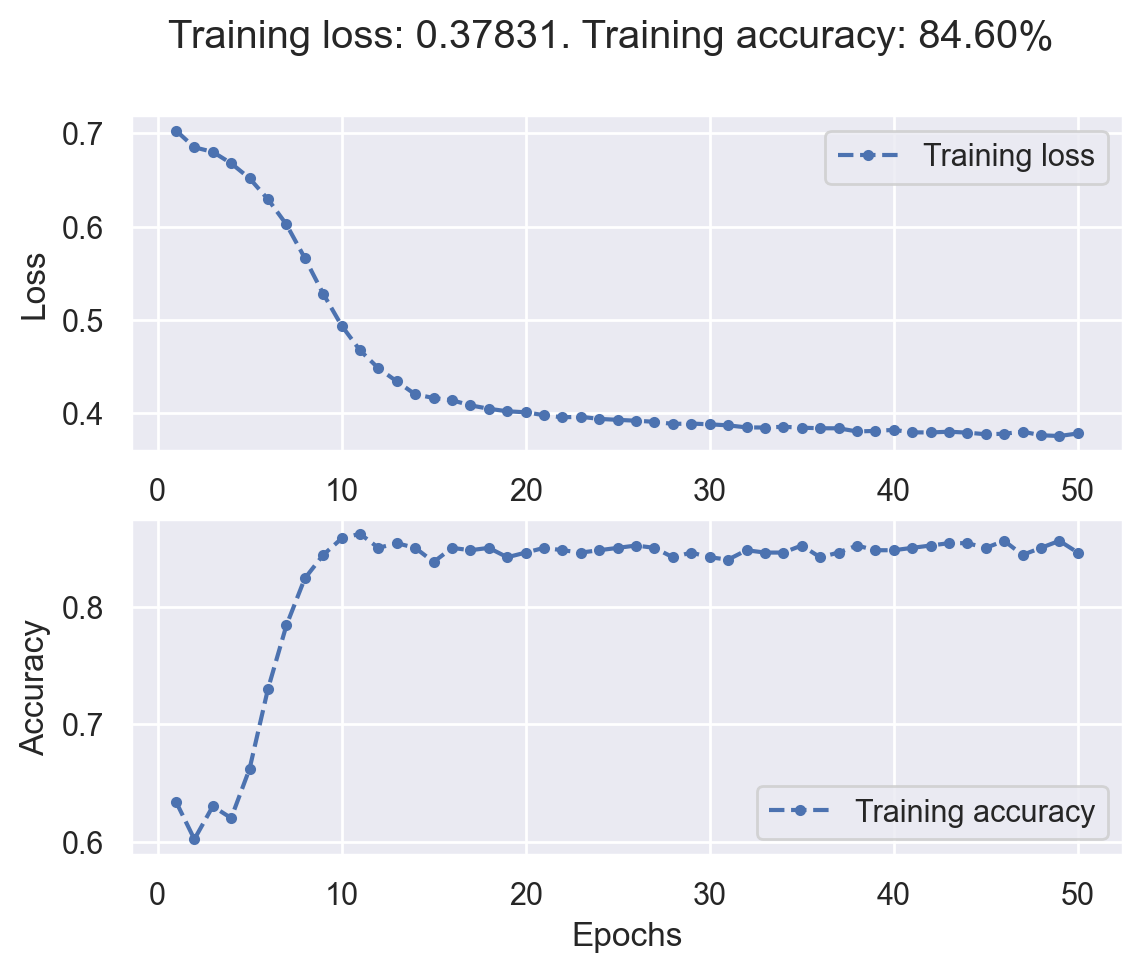 Training loss: 0.37831. Training accuracy: 84.60%
0.7
0.6
0.5
0.4
Loss
Training loss
0 10 20 30 40 50
0.8
0.7
0.6
Accuracy
Training accuracy
0 10 20 30 40 50
Epochs